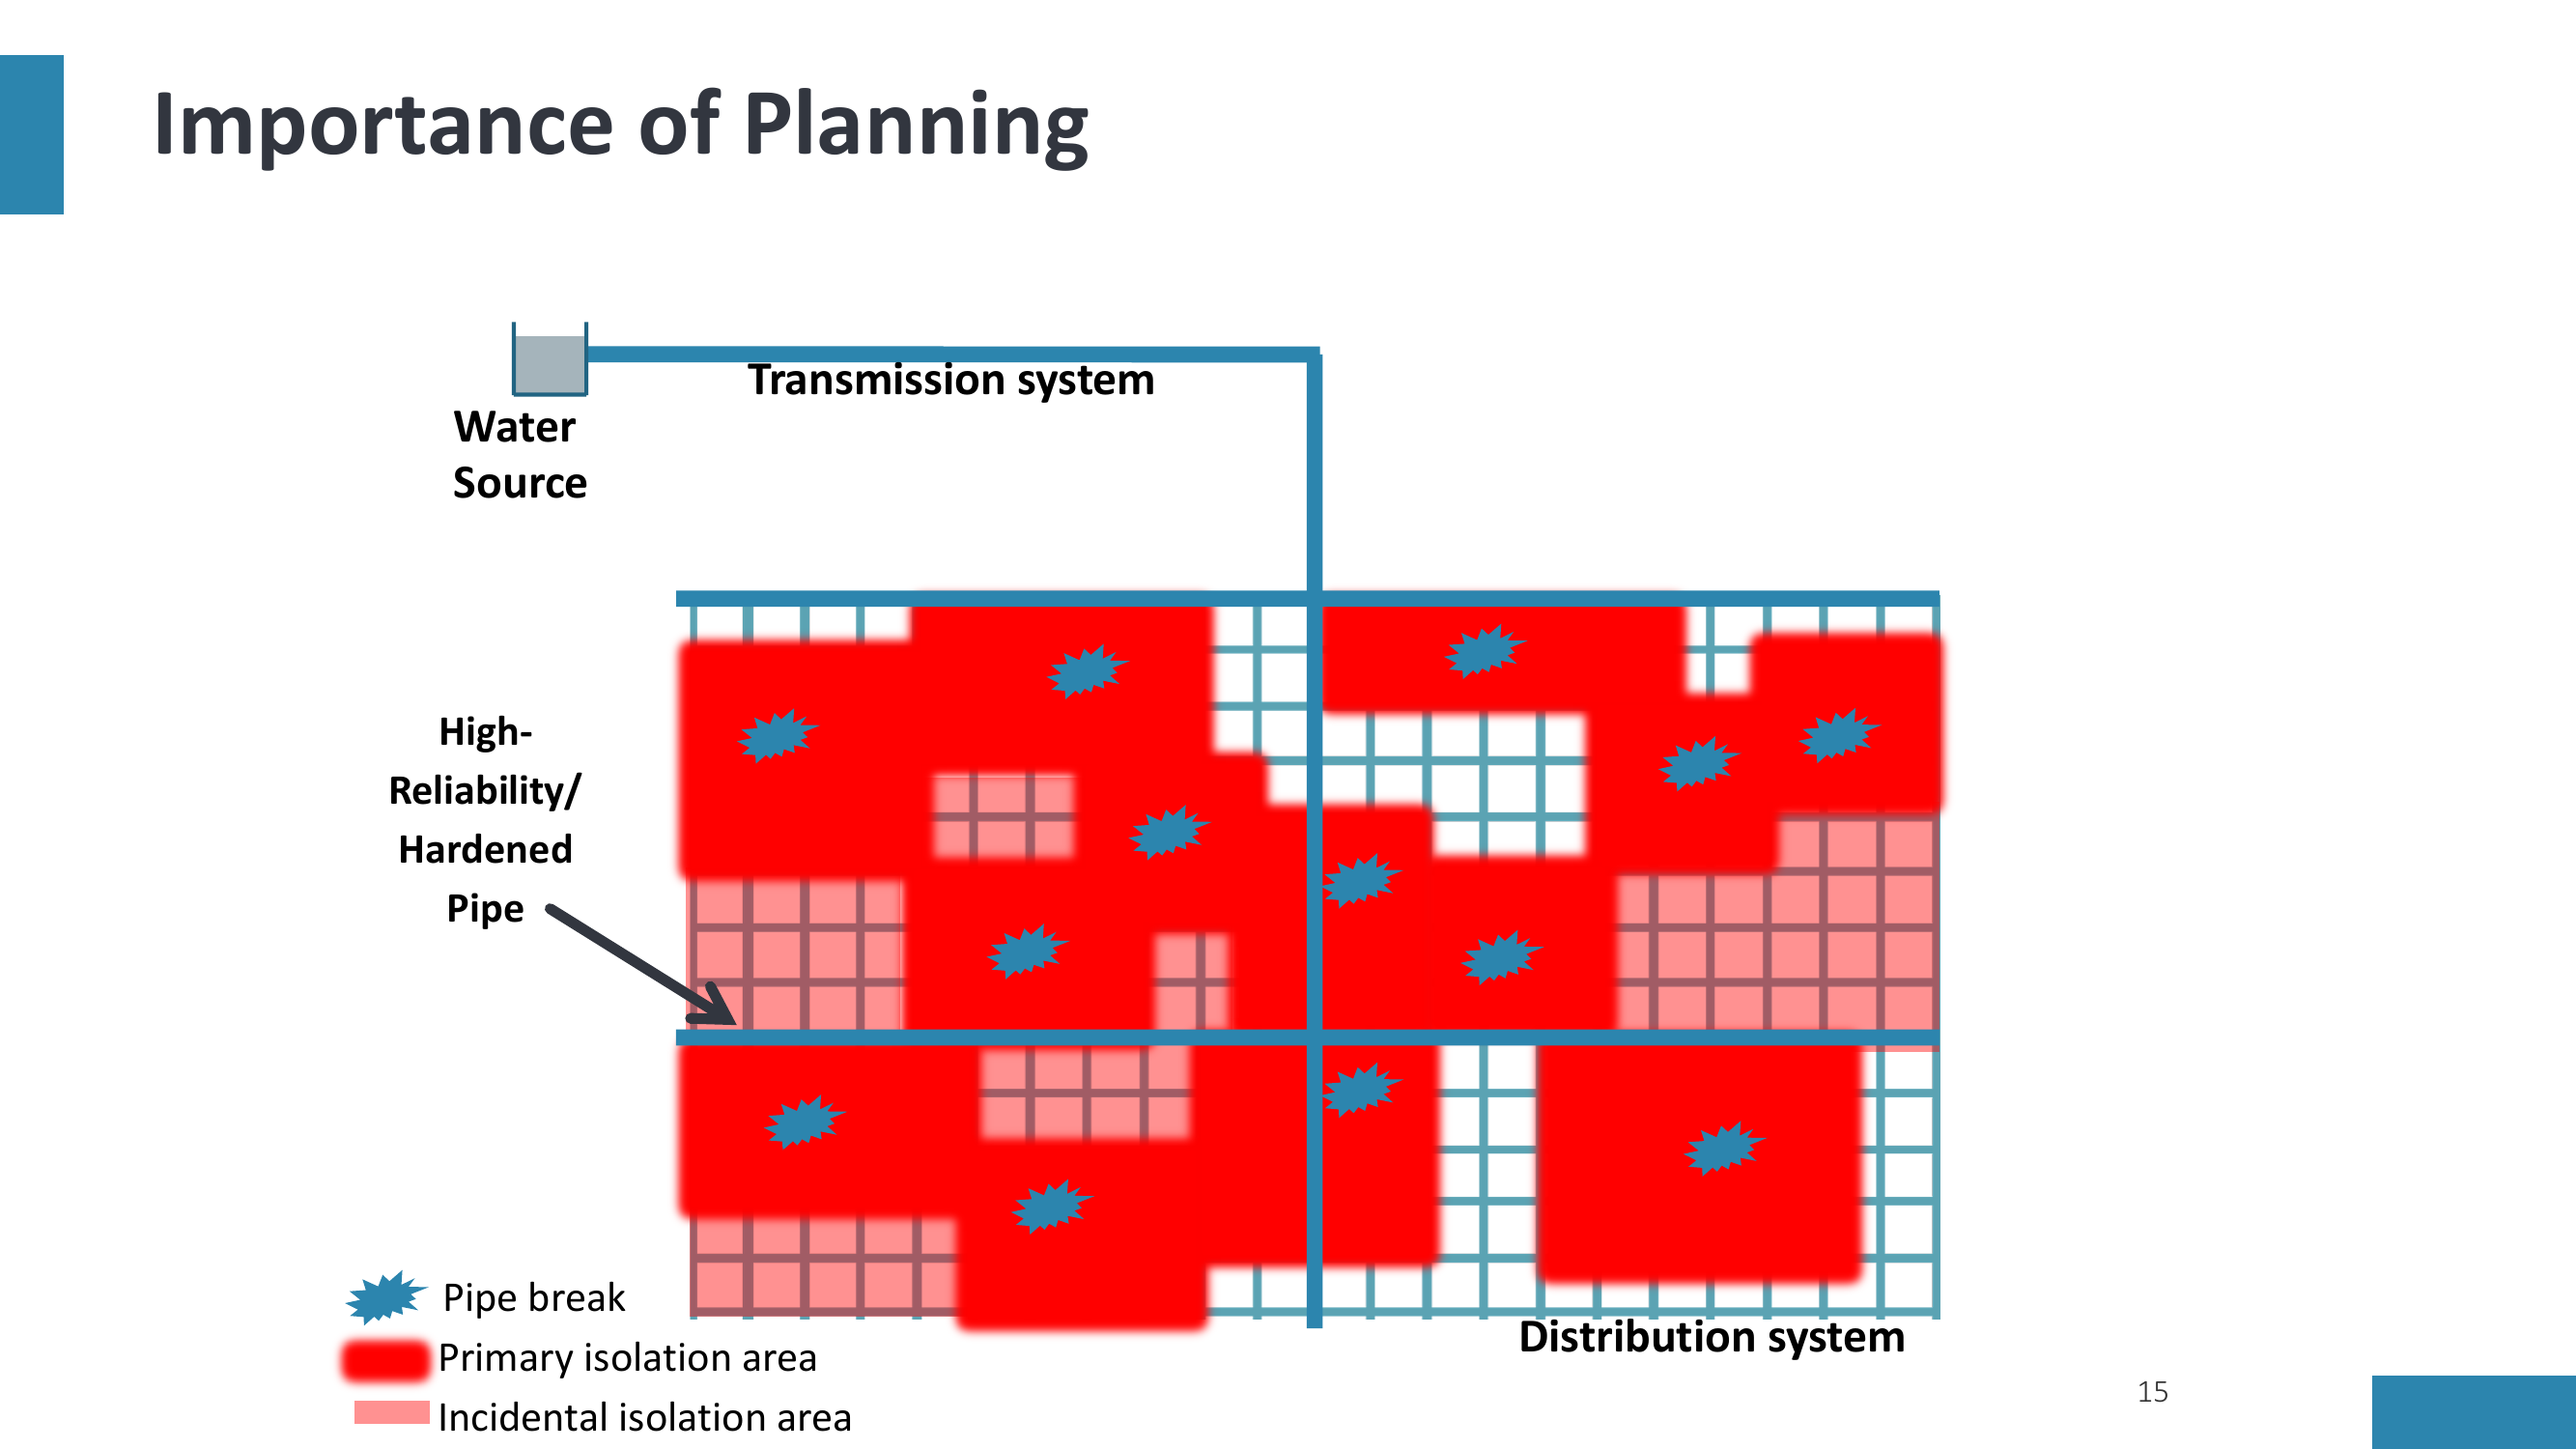 Importance of Planning
Transmission system
Water
Source
High-
Reliability/
Hardened
Pipe
Pipe break
Primary isolation area
Incidental isolation area
Distribution system
15